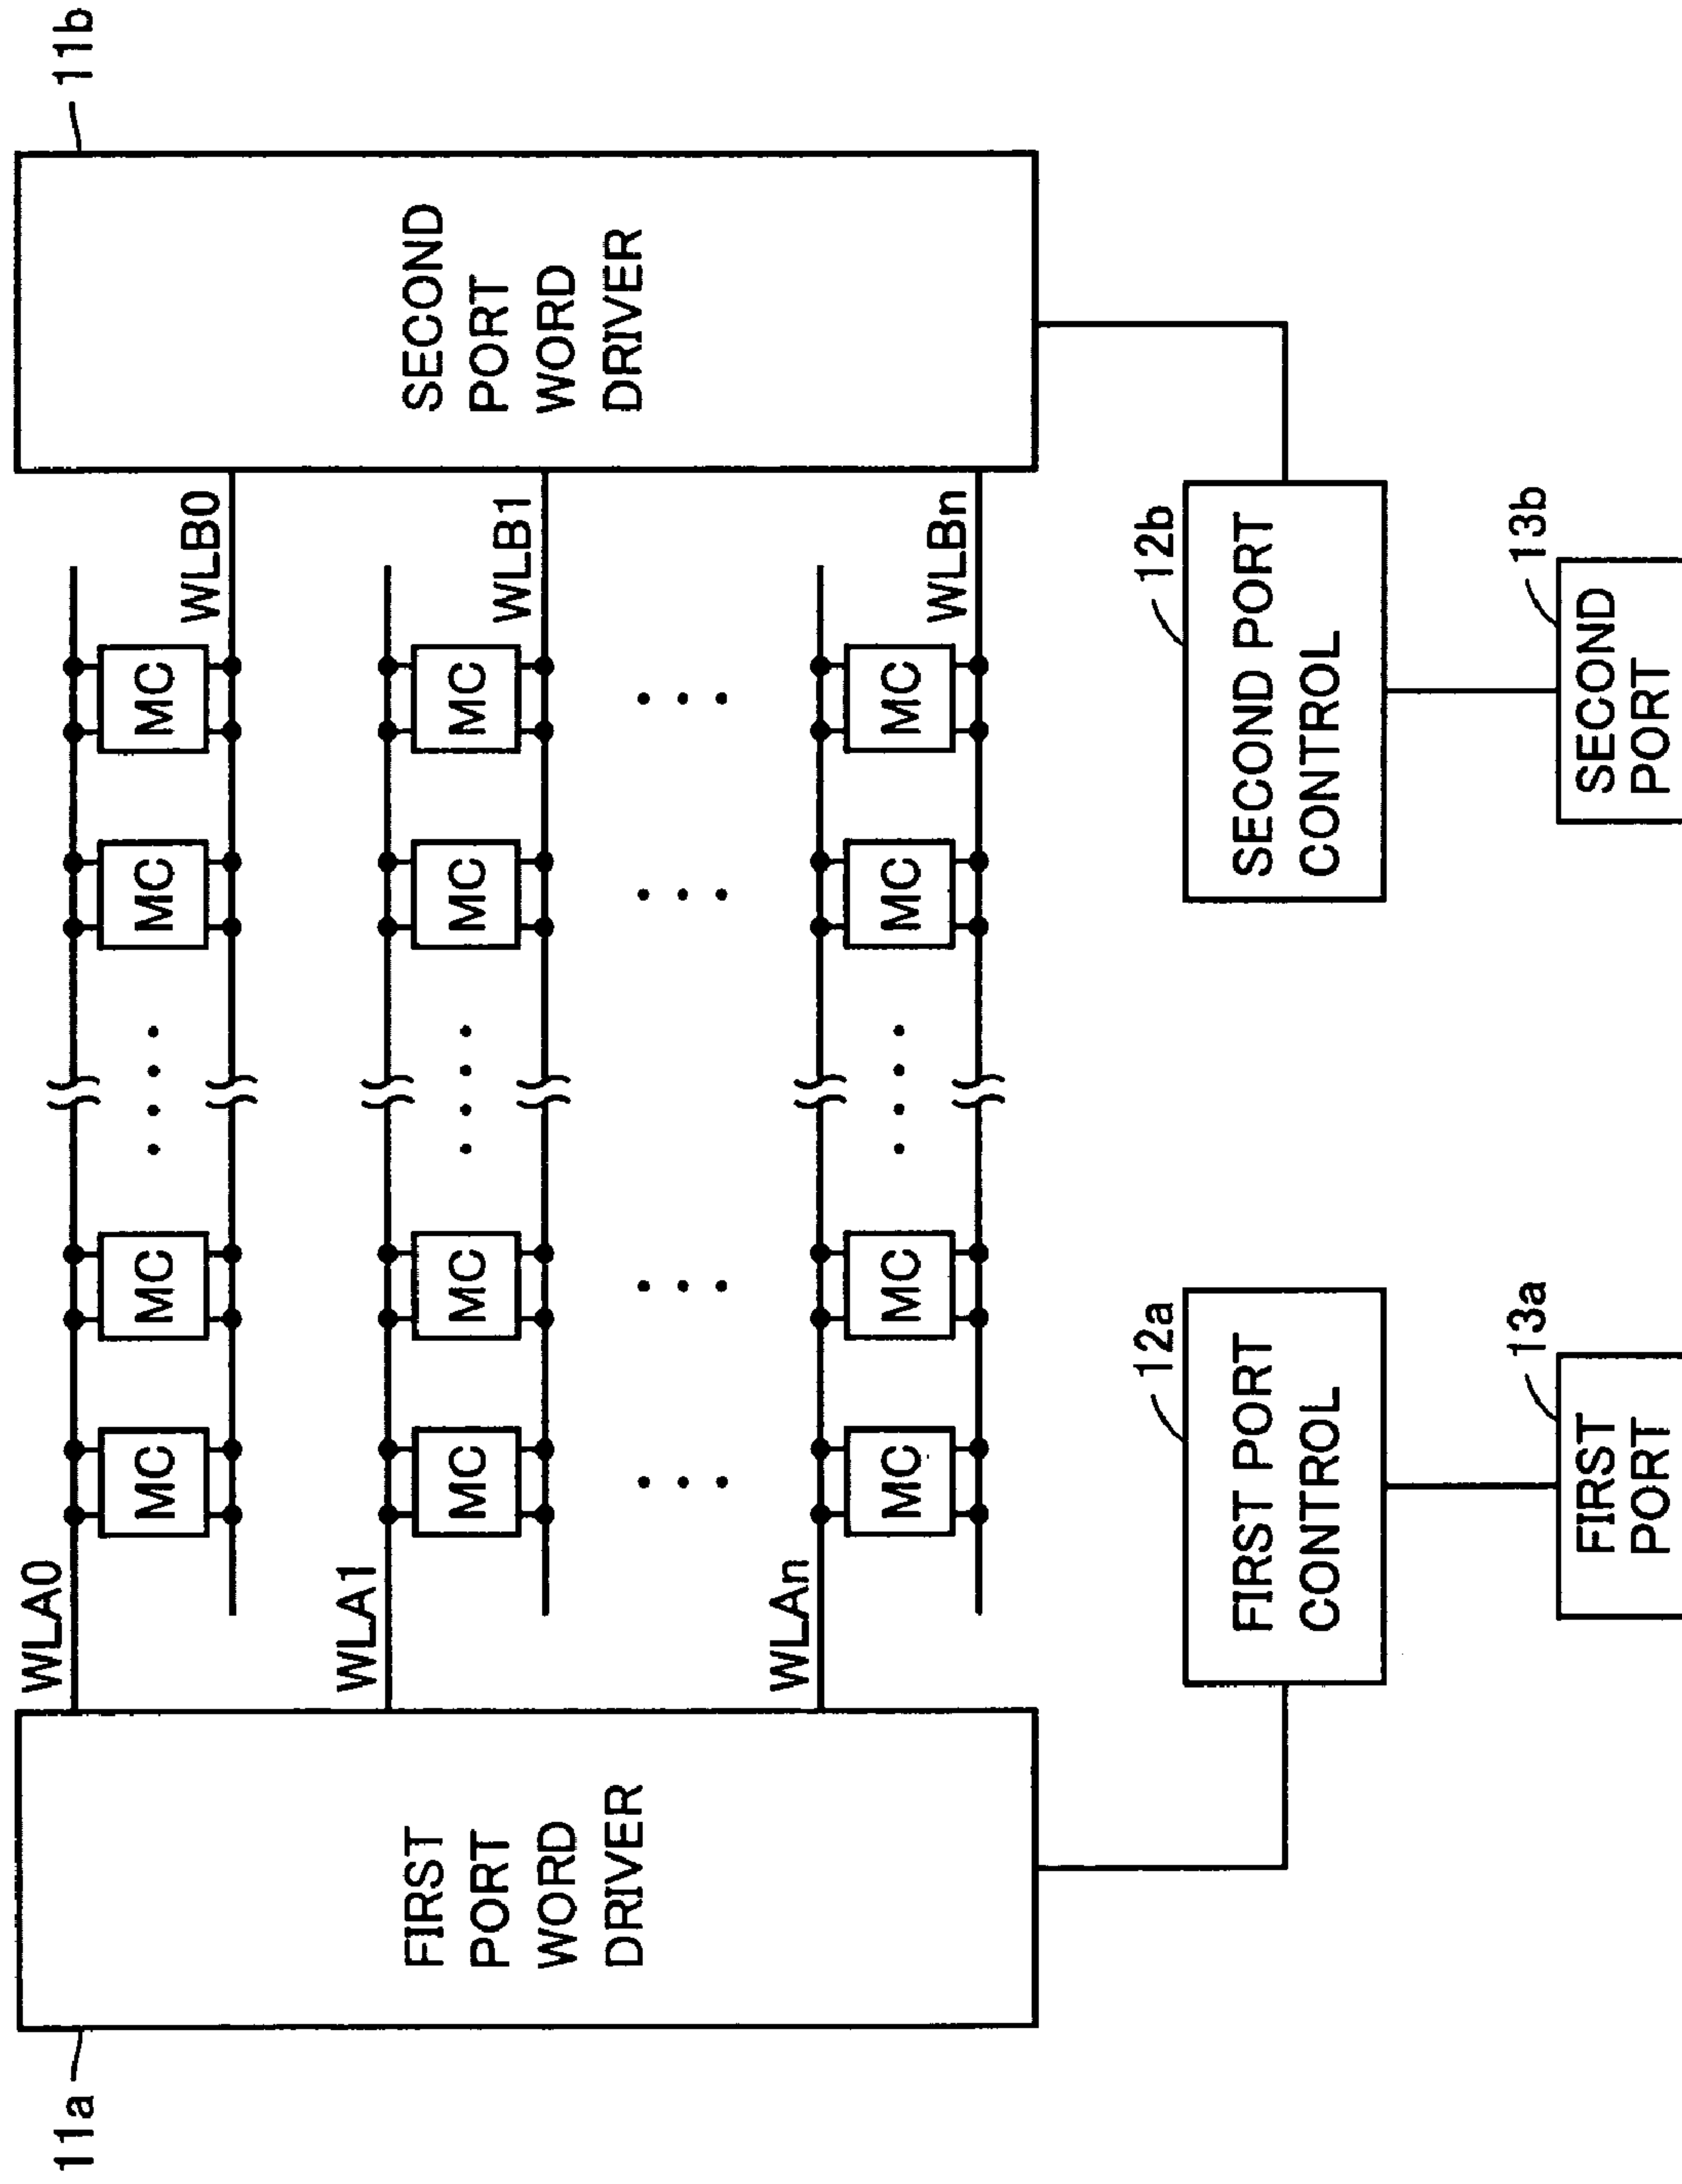 11a
11b
FIRST
PORT
WORD
DRIVER
WLA0
MC MC MC MC
WLB0
WLA1
MC MC MC MC
WLB1
WLAn
MC MC MC MC
WLBn
SECOND
PORT
WORD
DRIVER
12a
FIRST PORT
CONTROL
12b
SECOND PORT
CONTROL
13a
FIRST
PORT
13b
SECOND
PORT